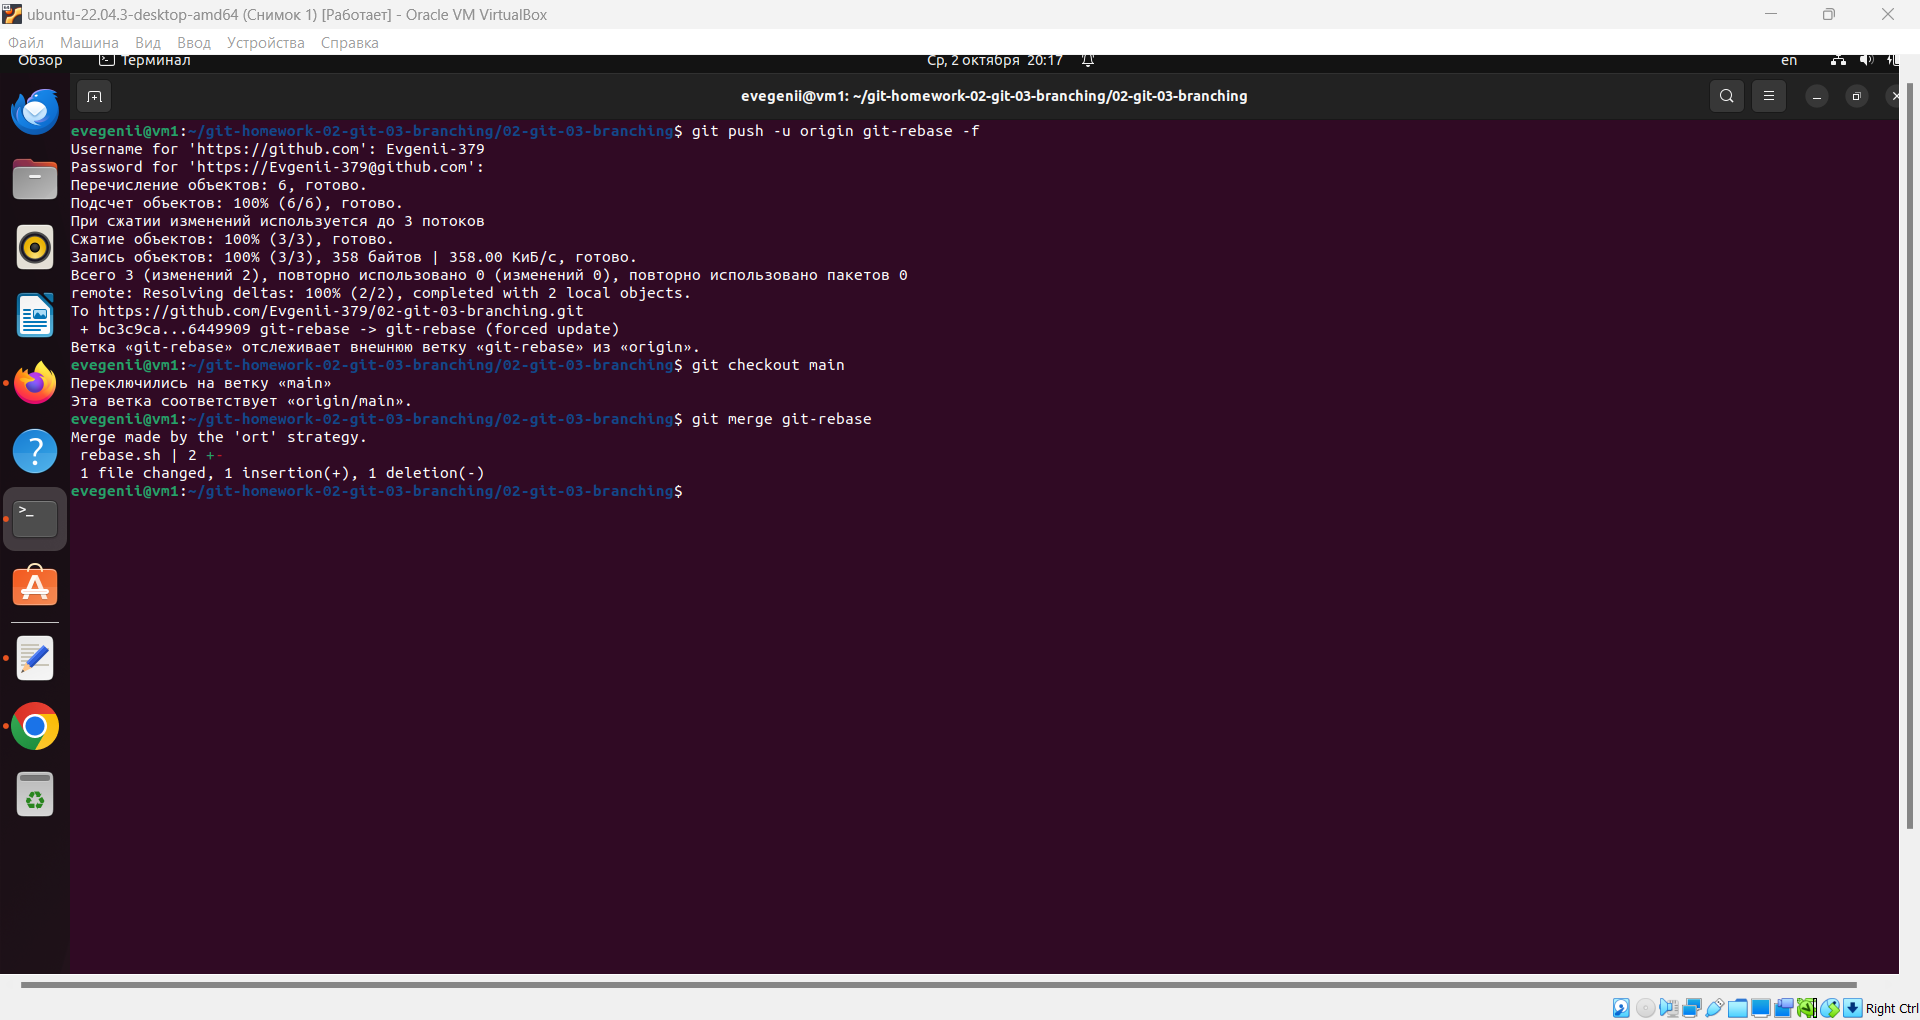 ubuntu-22.04.3-desktop-amd64 (Снимок 1) [Работает] - Oracle VM VirtualBox
Файл Машина Вид Ввод Устройства Справка
Обзор Терминал Ср, 2 октября 20:17 en
evegenii@vm1: ~/git-homework-02-git-03-branching/02-git-03-branching
evegenii@vm1:~/git-homework-02-git-03-branching/02-git-03-branching$ git push -u origin git-rebase -f
Username for 'https://github.com': Evgenii-379
Password for 'https://Evgenii-379@github.com':
Перечисление объектов: 6, готово.
Подсчет объектов: 100% (6/6), готово.
При сжатии изменений используется до 3 потоков
Сжатие объектов: 100% (3/3), готово.
Запись объектов: 100% (3/3), 358 байтов | 358.00 КиБ/с, готово.
Всего 3 (изменений 2), повторно использовано 0 (изменений 0), повторно использовано пакетов 0
remote: Resolving deltas: 100% (2/2), completed with 2 local objects.
To https://github.com/Evgenii-379/02-git-03-branching.git
 + bc3c9ca...6449909 git-rebase -> git-rebase (forced update)
Ветка «git-rebase» отслеживает внешнюю ветку «git-rebase» из «origin».
evegenii@vm1:~/git-homework-02-git-03-branching/02-git-03-branching$ git checkout main
Переключились на ветку «main»
Эта ветка соответствует «origin/main».
evegenii@vm1:~/git-homework-02-git-03-branching/02-git-03-branching$ git merge git-rebase
Merge made by the 'ort' strategy.
 rebase.sh | 2 +-
 1 file changed, 1 insertion(+), 1 deletion(-)
evegenii@vm1:~/git-homework-02-git-03-branching/02-git-03-branching$
Right Ctrl